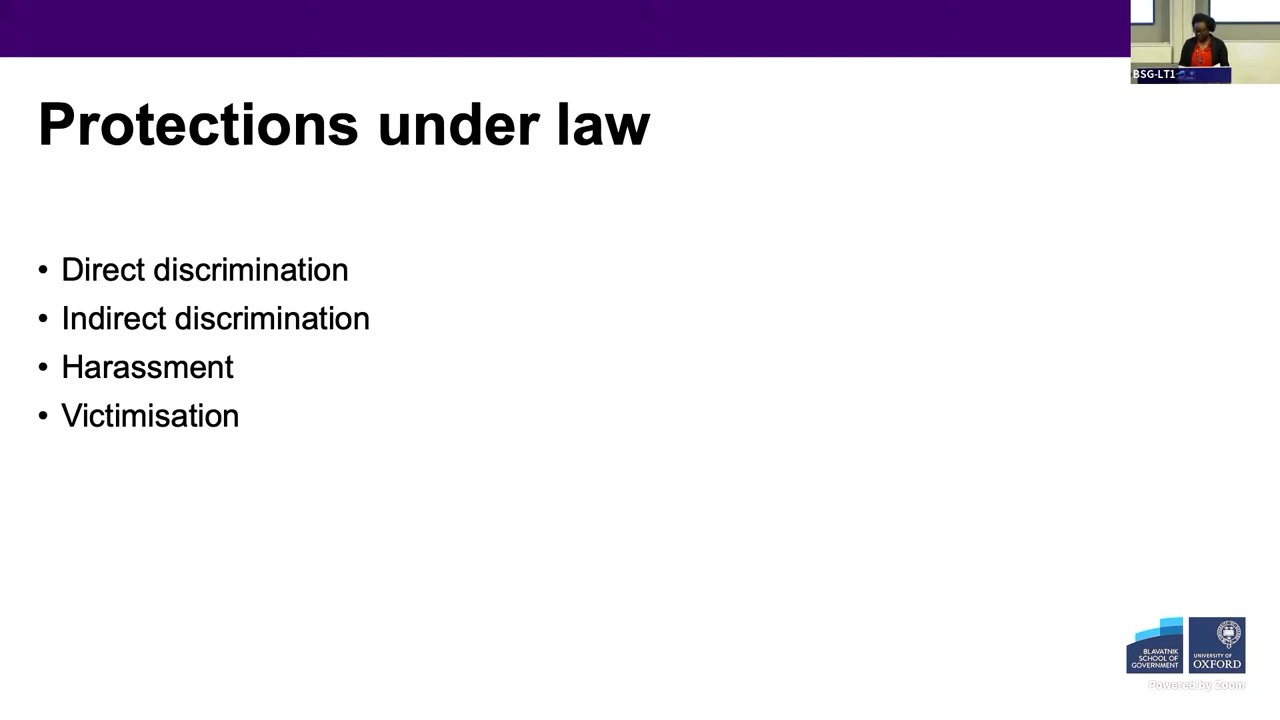 BSG-LT1
Protections under law
• Direct discrimination
• Indirect discrimination
• Harassment
• Victimisation
BLAVATNIK
SCHOOL OF
GOVERNMENT
UNIVERSITY OF
OXFORD
Powered by Zoom